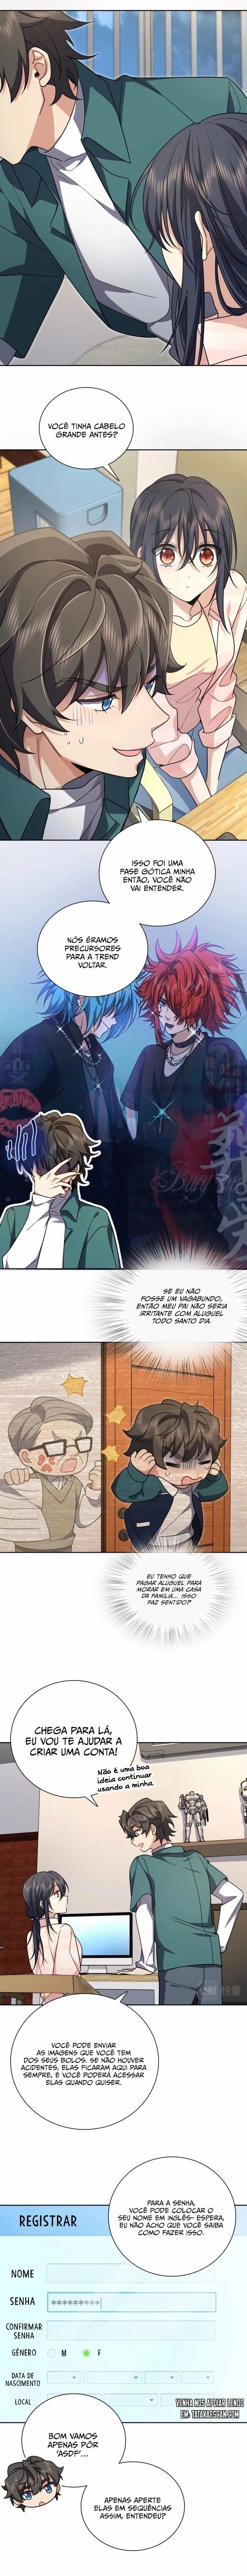 VOCÊ TINHA CABELO
GRANDE ANTES?
ISSO FOI UMA
FASE GÓTICA MINHA
ENTÃO, VOCÊ NÃO
VAI ENTENDER.
NÓS ÉRAMOS
PRECURSORES
PARA A TREND
VOLTAR.
SE EU NÃO
FOSSE UM VAGABUNDO,
ENTÃO MEU PAI NÃO SERIA
IRRITANTE COM ALUGUEL
TODO SANTO DIA.
EU TENHO QUE
PAGAR ALUGUEL PARA
MORAR EM UMA CASA
DA FAMÍLIA... ISSO
FAZ SENTIDO?
CHEGA PARA LÁ,
EU VOU TE AJUDAR A
CRIAR UMA CONTA!
Não é uma boa
ideia continuar
usando a minha.
VOCÊ PODE ENVIAR
AS IMAGENS QUE VOCÊ TEM
DOS SEUS BOLOS. SE NÃO HOUVER
ACIDENTES, ELAS FICARAM AQUI PARA
SEMPRE, E VOCÊ PODERÁ ACESSAR
ELAS QUANDO QUISER.
PARA A SENHA,
VOCÊ PODE COLOCAR O
SEU NOME EM INGLÊS- ESPERA,
EU NÃO ACHO QUE VOCÊ SAIBA
COMO FAZER ISSO.
REGISTRAR
NOME
SENHA *********
CONFIRMAR
SENHA
GÊNERO M F
DATA DE
NASCIMENTO
LOCAL
VENHA NOS APOIAR LENDO
EM: TATAKAESCAN.COM
BOM VAMOS
APENAS PÔR
'ASDF'...
APENAS APERTE
ELAS EM SEQUÊNCIAS
ASSIM, ENTENDEU?